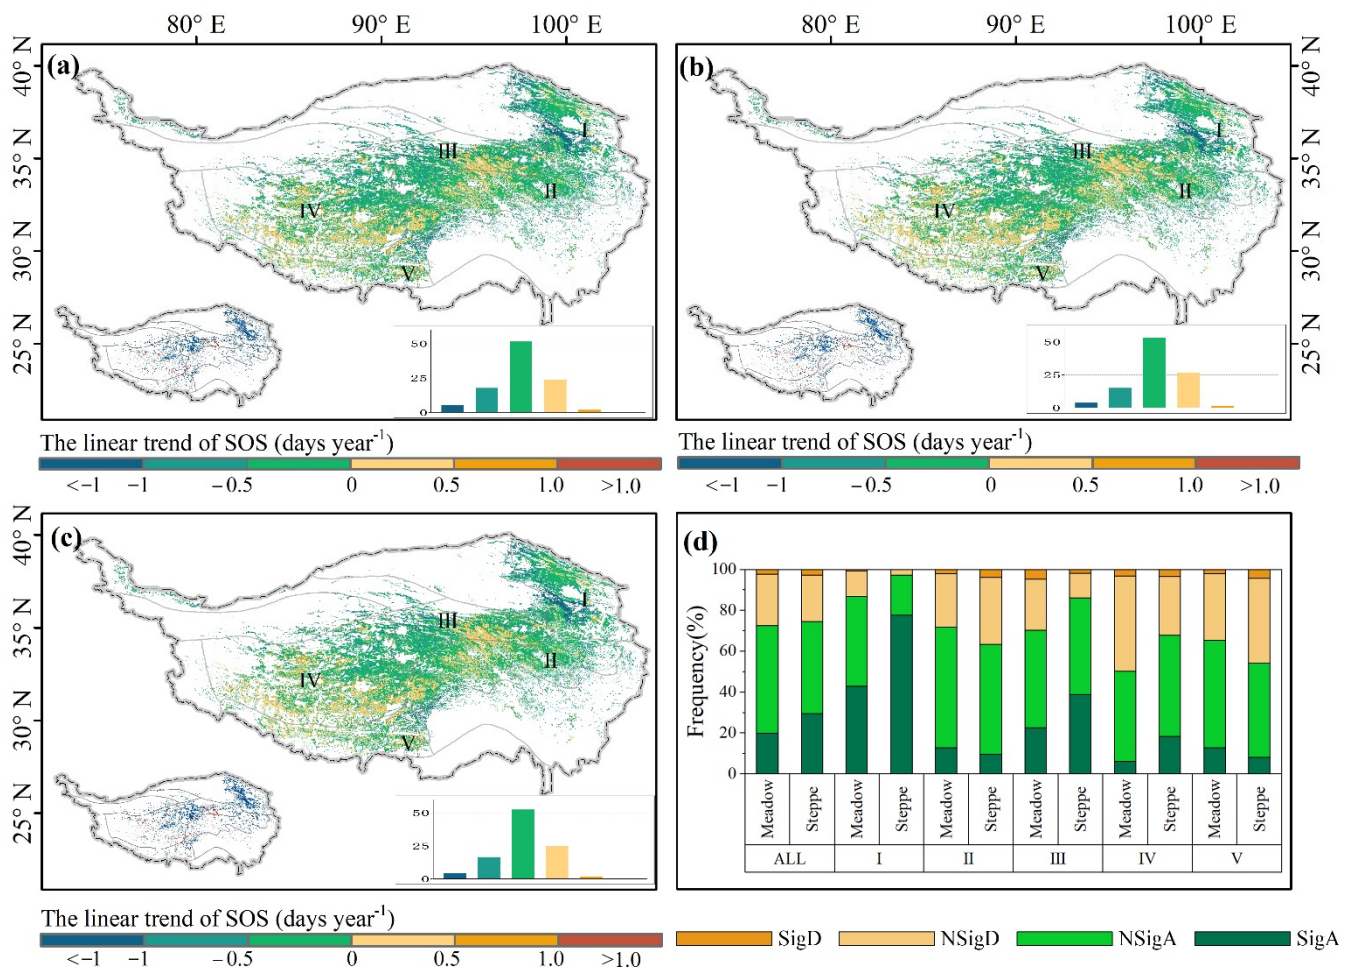 80° E 90° E 100° E 80° E 90° E 100° E
(a) (b)
40° N 35° N 30° N 25° N
40° N 35° N 30° N 25° N
I II III IV V
I II III IV V
50 25 0
50 25 0
The linear trend of SOS (days year-1)
<−1 −1 −0.5 0 0.5 1.0 >1.0
The linear trend of SOS (days year-1)
<−1 −1 −0.5 0 0.5 1.0 >1.0
(c)
40° N 35° N 30° N 25° N
I II III IV V
50 25 0
The linear trend of SOS (days year-1)
<−1 −1 −0.5 0 0.5 1.0 >1.0
(d)
Frequency(%)
100 80 60 40 20 0
Meadow Steppe Meadow Steppe Meadow Steppe Meadow Steppe Meadow Steppe Meadow Steppe
ALL I II III IV V
SigD NSigD NSigA SigA